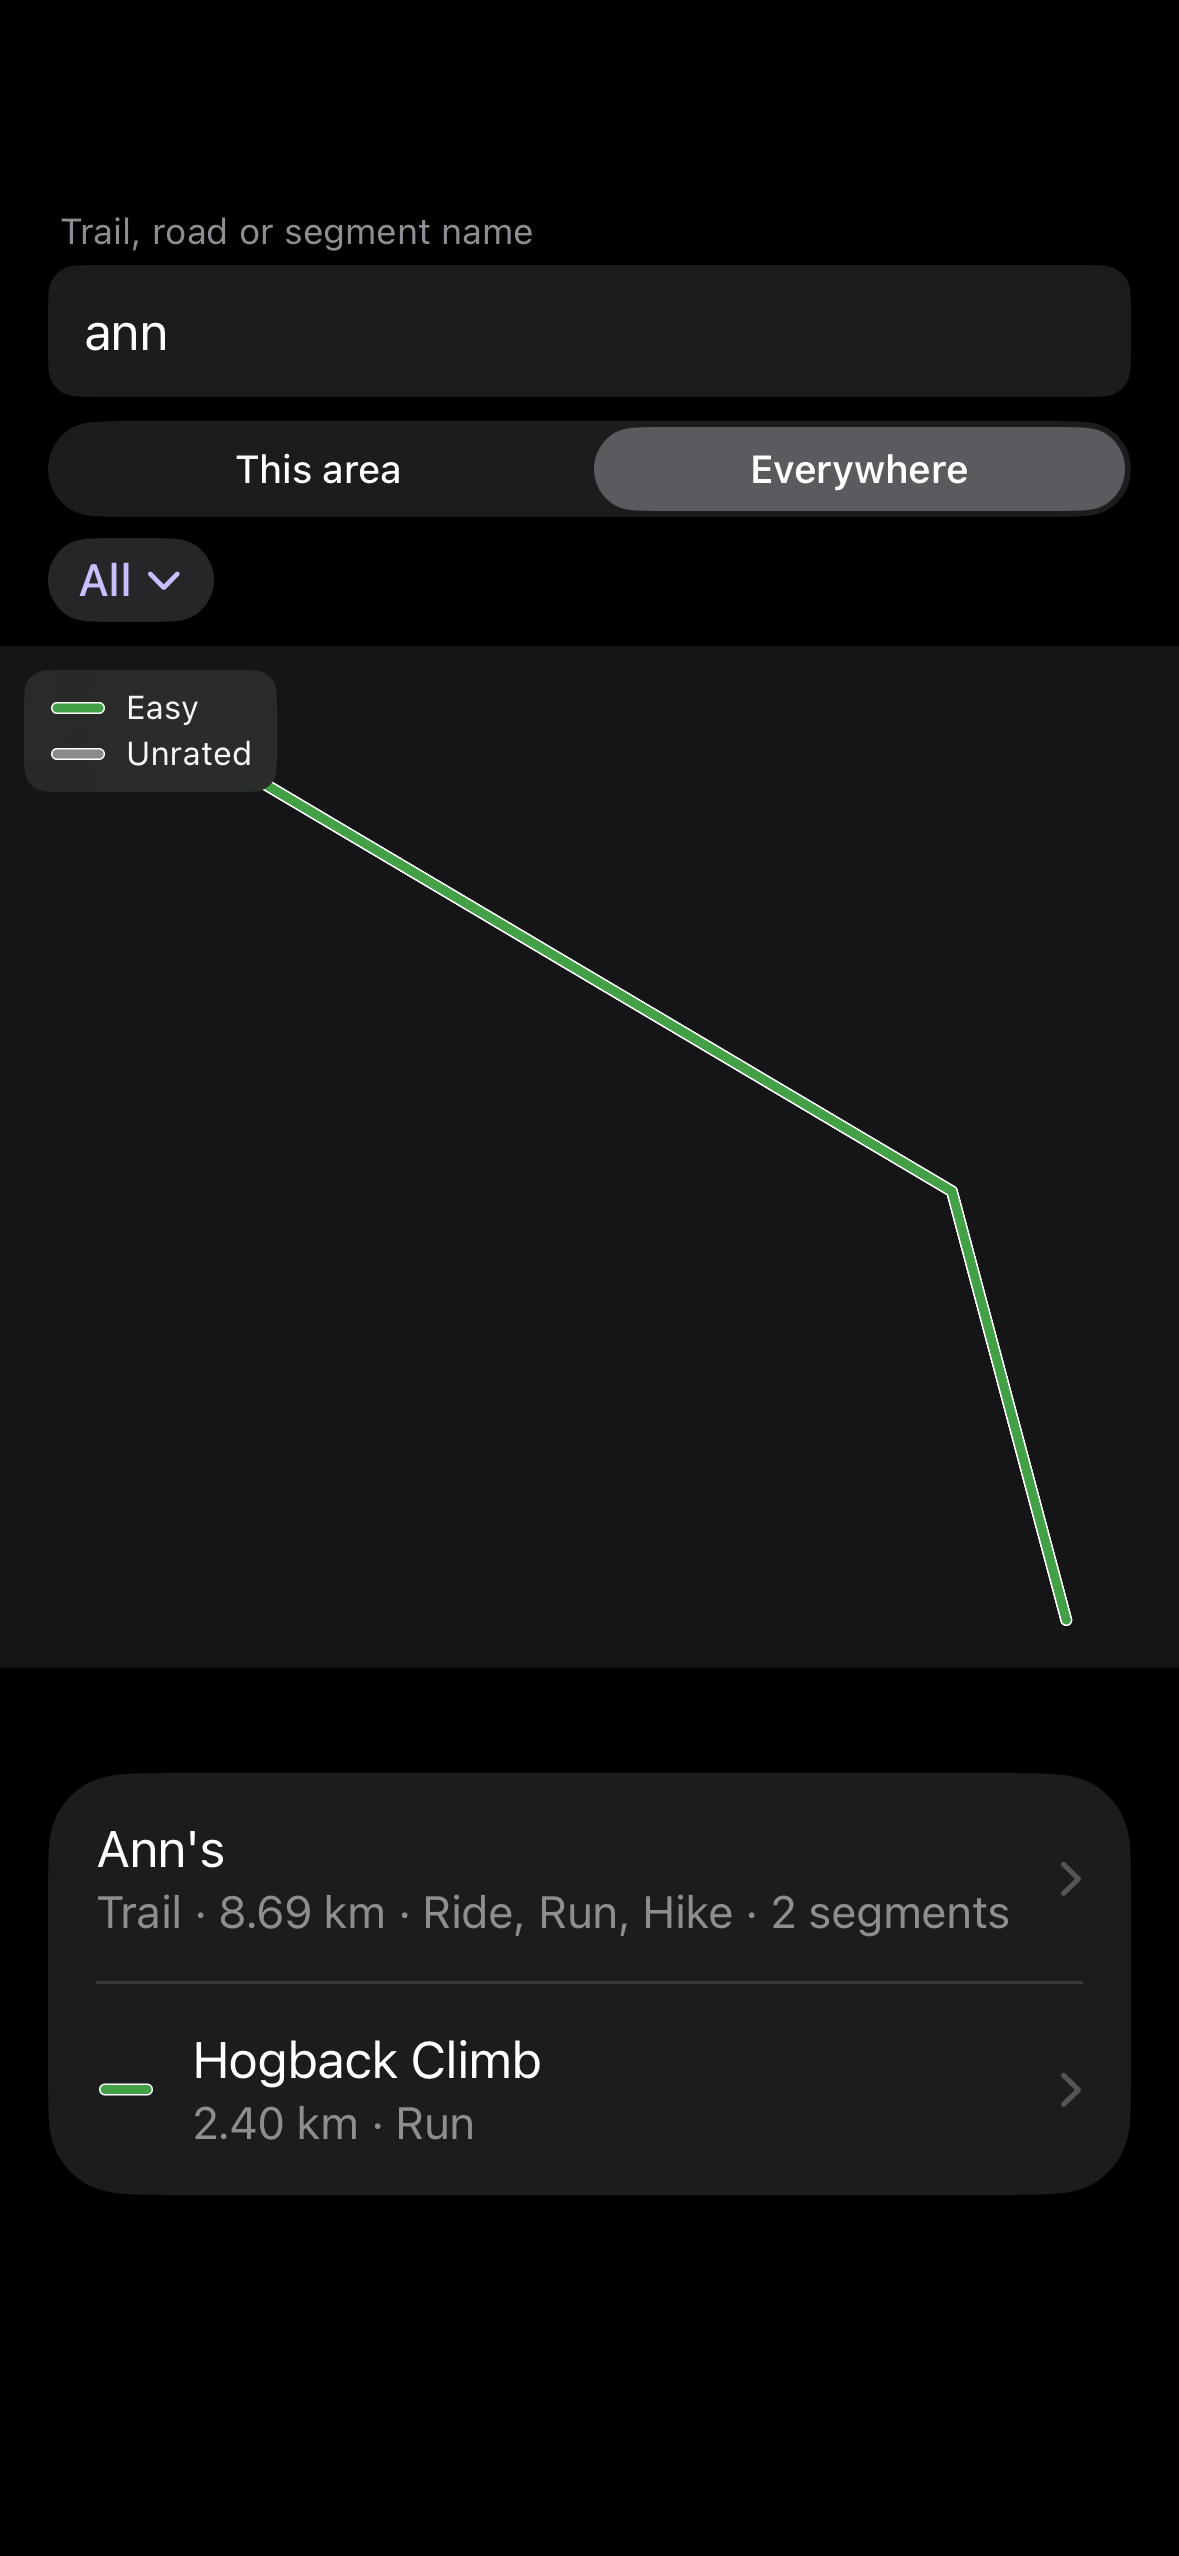 Trail, road or segment name
ann
This area
Everywhere
All
Easy
Unrated
Ann's
Trail · 8.69 km · Ride, Run, Hike · 2 segments
Hogback Climb
2.40 km · Run